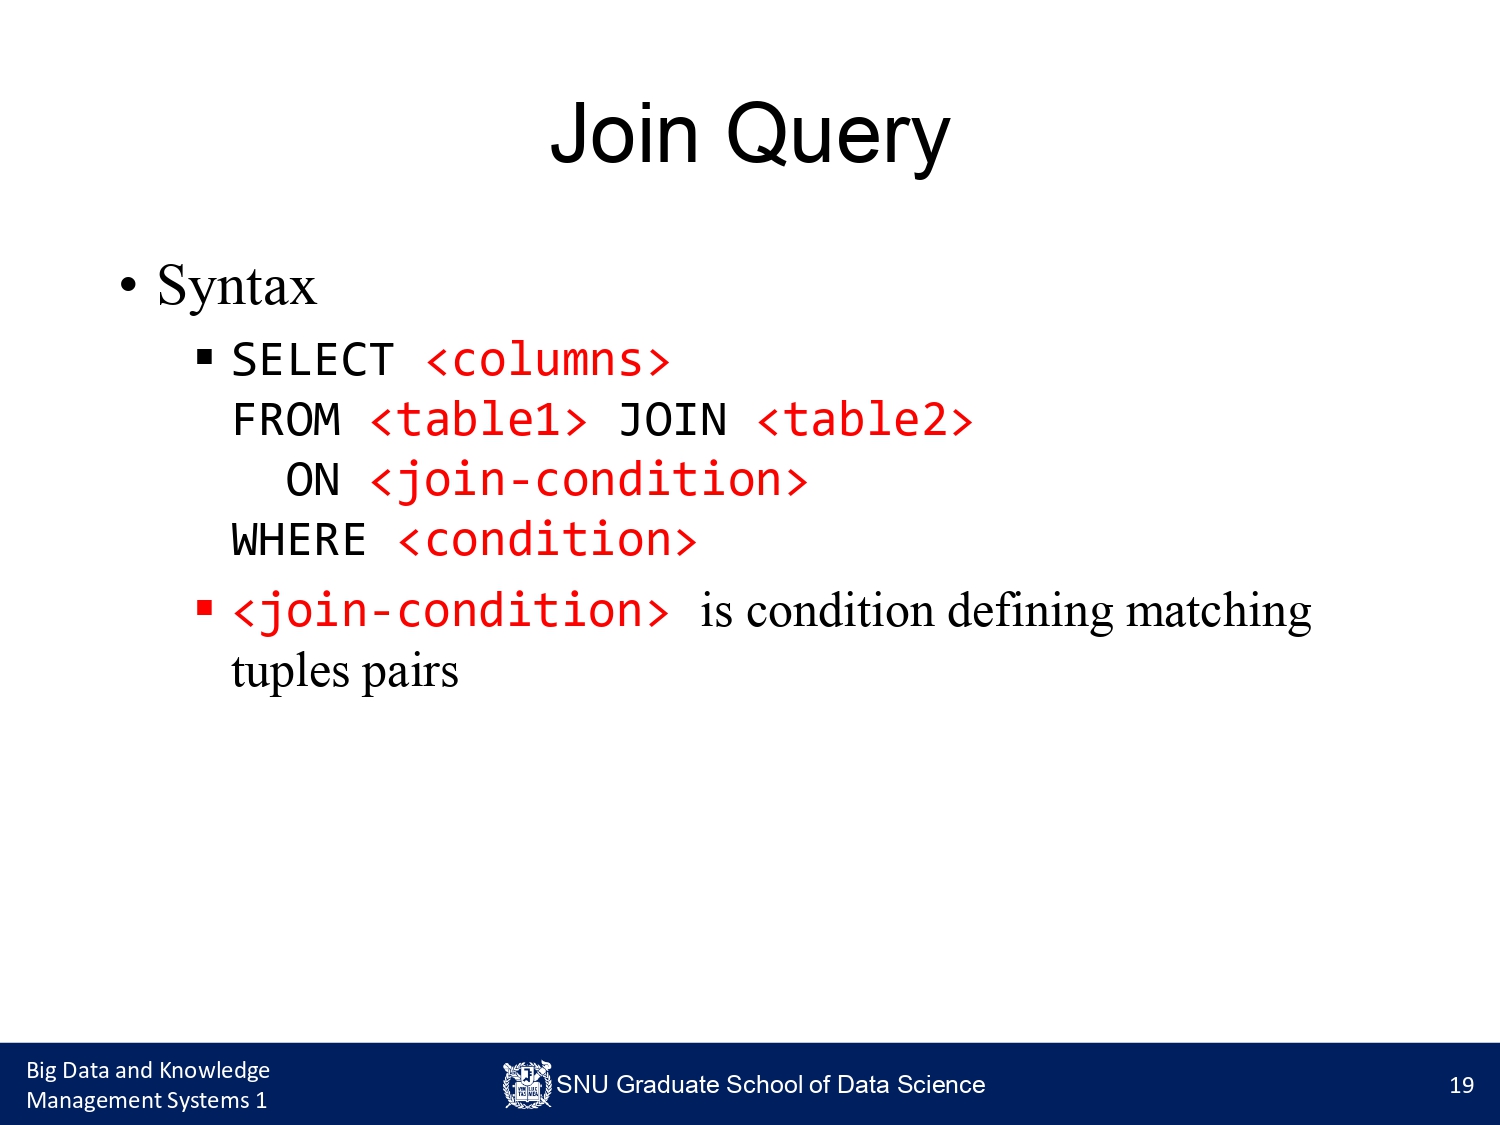 Join Query
• Syntax
▪ SELECT <columns>
FROM <table1> JOIN <table2>
ON <join-condition>
WHERE <condition>
▪ <join-condition> is condition defining matching
tuples pairs
Big Data and Knowledge
Management Systems 1
SNU Graduate School of Data Science
19